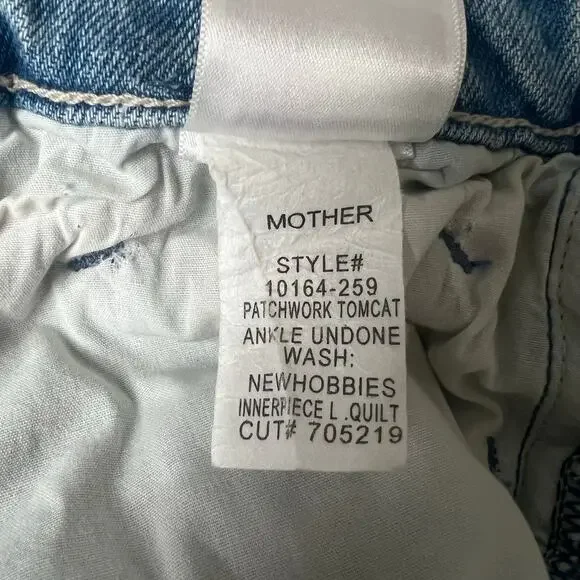 MOTHER
STYLE#
10164-259
PATCHWORK TOMCAT
ANKLE UNDONE
WASH:
NEWHOBBIES
INNERPIECE L .QUILT
CUT# 705219